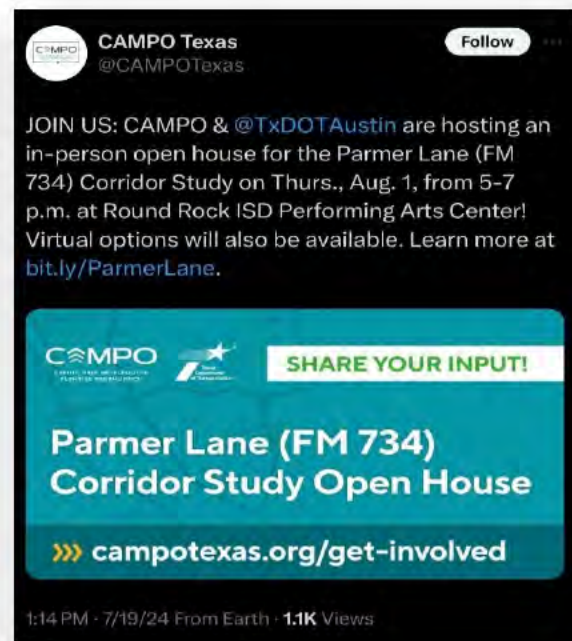 CAMPO Texas
@CAMPOTexas
Follow
JOIN US: CAMPO & @TxDOTAustin are hosting an
in-person open house for the Parmer Lane (FM
734) Corridor Study on Thurs., Aug. 1, from 5-7
p.m. at Round Rock ISD Performing Arts Center!
Virtual options will also be available. Learn more at
bit.ly/ParmerLane.
CAMPO
SHARE YOUR INPUT!
Parmer Lane (FM 734)
Corridor Study Open House
campotexas.org/get-involved
1:14 PM · 7/19/24 From Earth · 1.1K Views